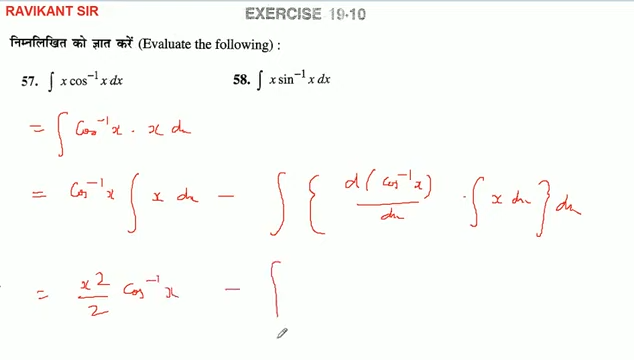 RAVIKANT SIR
EXERCISE 19·10
निम्नलिखित को ज्ञात करें (Evaluate the following) :
57. ∫ x cos⁻¹ x dx 58. ∫ x sin⁻¹ x dx
= ∫ cos⁻¹x . x dx
= cos⁻¹x ∫ x dx - ∫ { d(cos⁻¹x)/dx . ∫ x dx } dx
= x²/2 cos⁻¹x - ∫